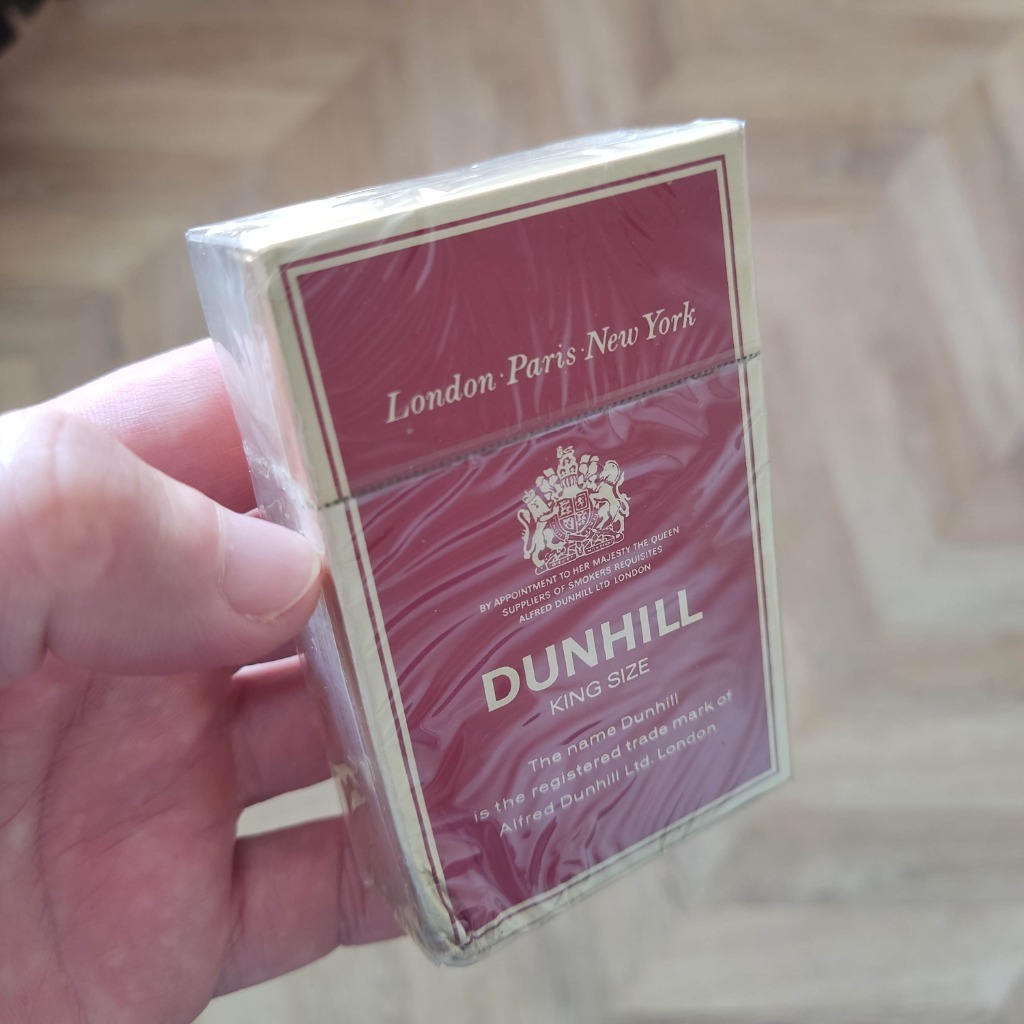 London·Paris·New York
BY APPOINTMENT TO HER MAJESTY THE QUEEN
SUPPLIERS OF SMOKERS REQUISITES
ALFRED DUNHILL LTD LONDON
DUNHILL
KING SIZE
The name Dunhill
is the registered trade mark of
Alfred Dunhill Ltd. London